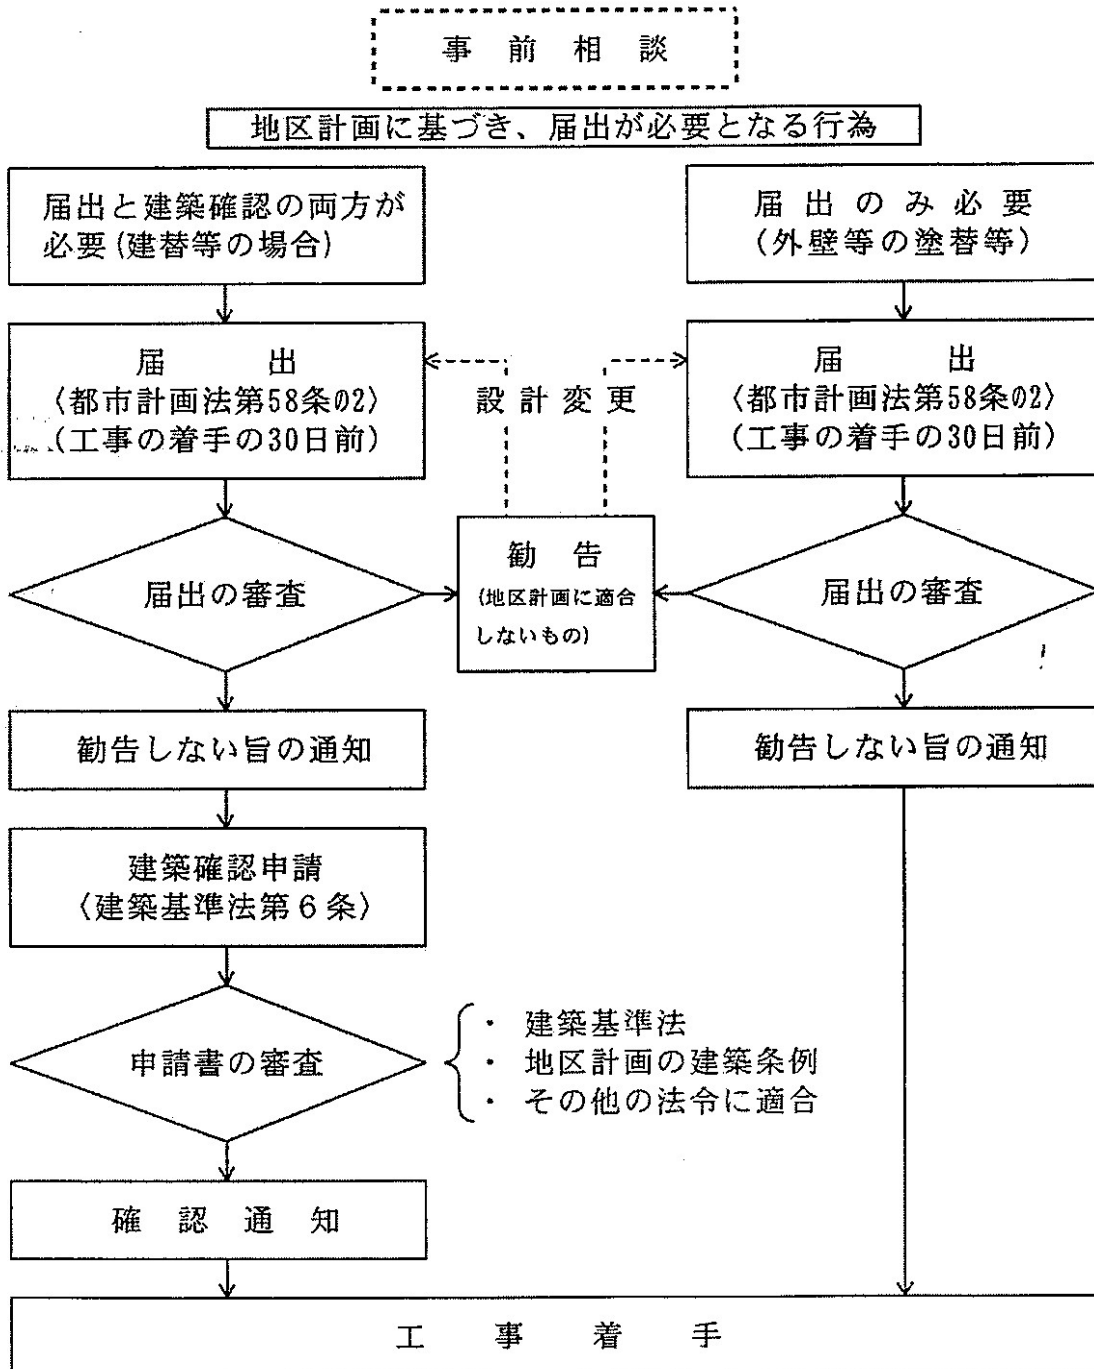 事前相談
地区計画に基づき、届出が必要となる行為
届出と建築確認の両方が
必要(建替等の場合)
届出のみ必要
(外壁等の塗替等)
届出
〈都市計画法第58条の2〉
(工事の着手の30日前)
設計変更
届出
〈都市計画法第58条の2〉
(工事の着手の30日前)
届出の審査
勧告
(地区計画に適合
しないもの)
届出の審査
勧告しない旨の通知
勧告しない旨の通知
建築確認申請
〈建築基準法第6条〉
申請書の審査
・ 建築基準法
・ 地区計画の建築条例
・ その他の法令に適合
確認通知
工事着手